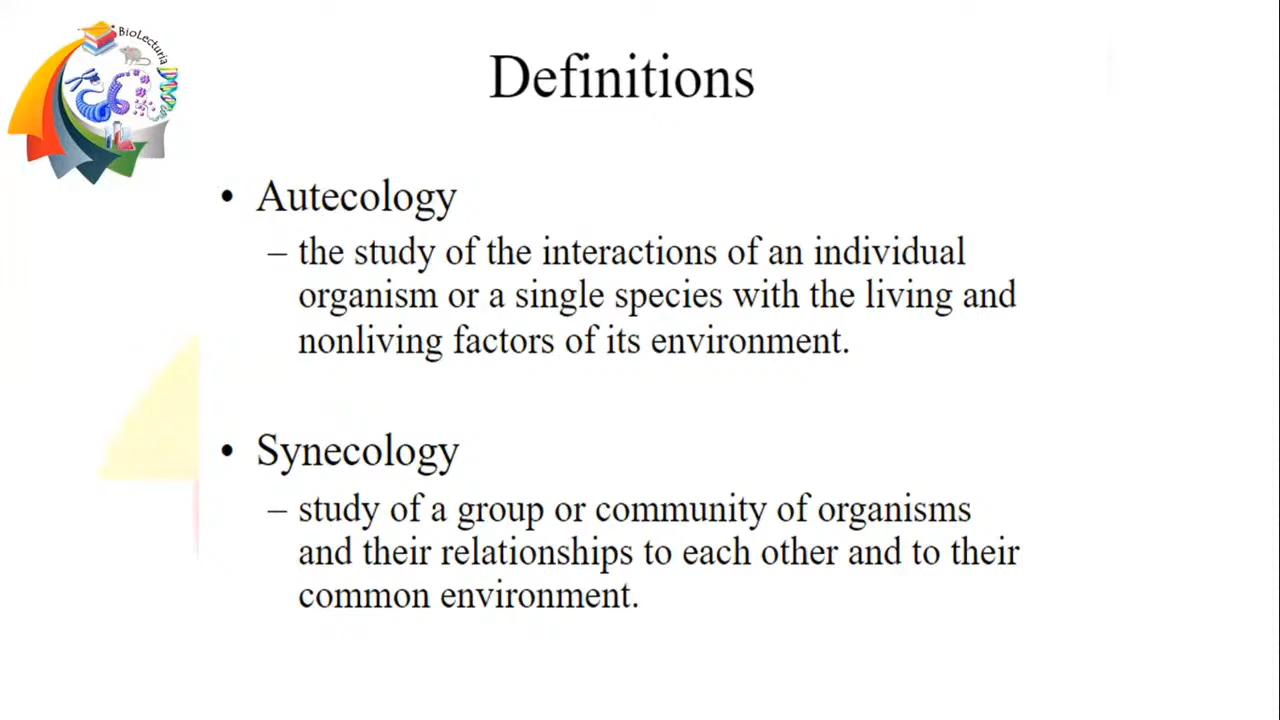 BioLecturia
Definitions
• Autecology
– the study of the interactions of an individual
organism or a single species with the living and
nonliving factors of its environment.
• Synecology
– study of a group or community of organisms
and their relationships to each other and to their
common environment.